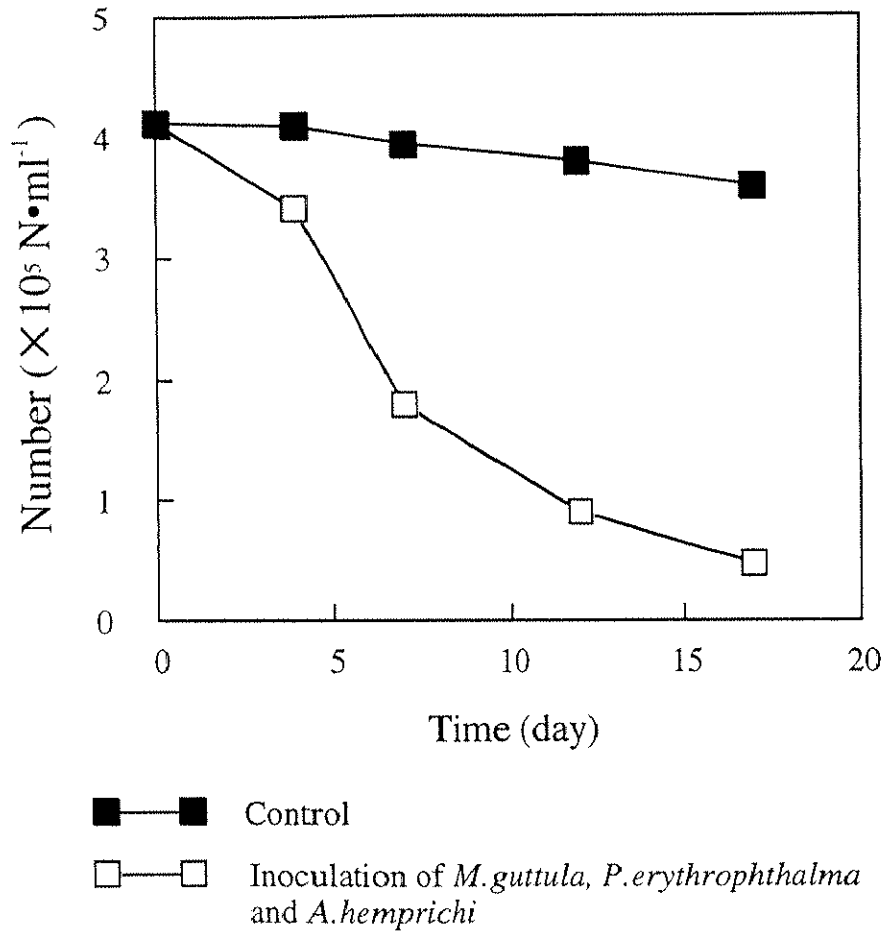 5
4
3
2
1
0
Number (×10⁵ N•ml⁻¹)
0 5 10 15 20
Time (day)
Control
Inoculation of M.guttula, P.erythrophthalma
and A.hemprichi